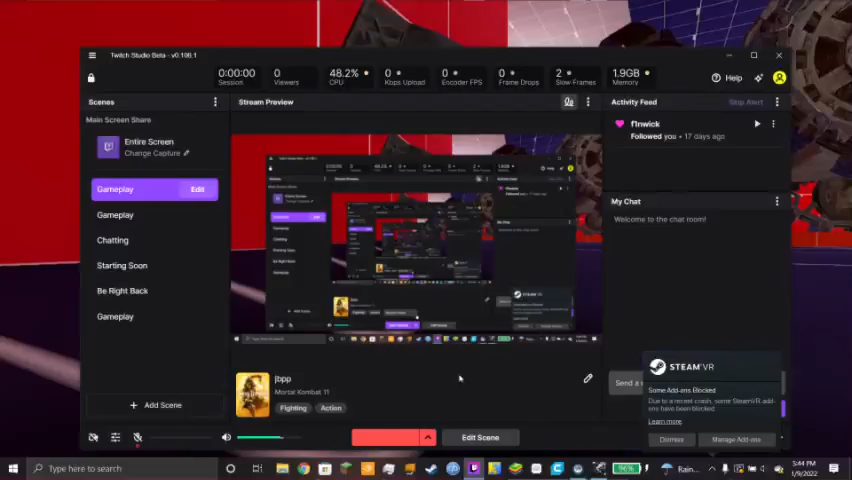 Twitch Studio Beta - v0.108.1
0:00:00
Session
0
Viewers
48.2%
CPU
0
Kbps Upload
0
Encoder FPS
0
Frame Drops
2
Slow Frames
1.9GB
Memory
Help
Scenes
Main Screen Share
Entire Screen
Change Capture
Gameplay
Edit
Gameplay
Chatting
Starting Soon
Be Right Back
Gameplay
Add Scene
Stream Preview
jbpp
Mortal Kombat 11
Fighting
Action
Edit Scene
Activity Feed
Skip Alert
f1nwick
Followed you • 17 days ago
My Chat
Welcome to the chat room!
Send a
STEAMVR
Some Add-ons Blocked
Due to a recent crash, some SteamVR add-
ons have been blocked.
Learn more
Dismiss
Manage Add-ons
Type here to search
96%
Rain...
5:44 PM
1/9/2022